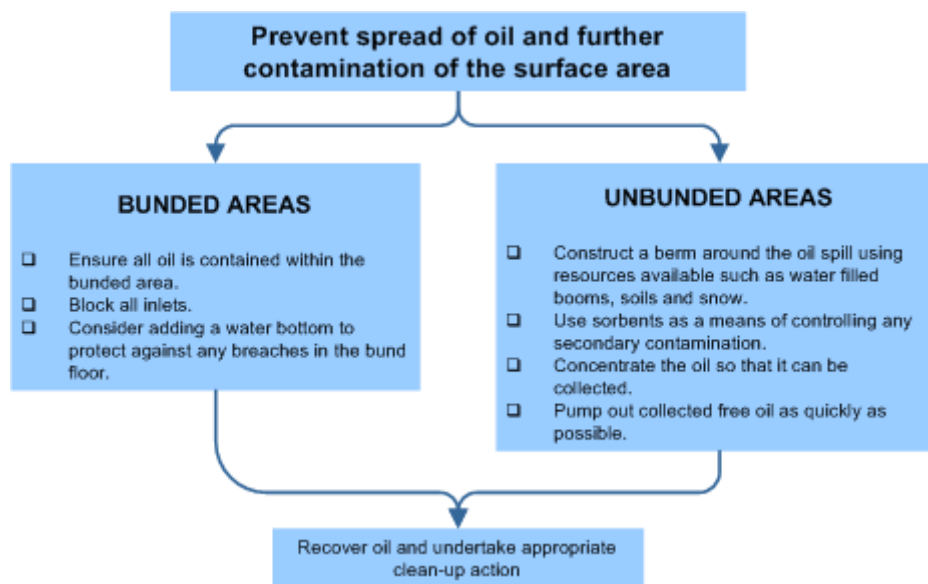 Prevent spread of oil and further
contamination of the surface area
BUNDED AREAS
❑ Ensure all oil is contained within the
bunded area.
❑ Block all inlets.
❑ Consider adding a water bottom to
protect against any breaches in the bund
floor.
UNBUNDED AREAS
❑ Construct a berm around the oil spill using
resources available such as water filled
booms, soils and snow.
❑ Use sorbents as a means of controlling any
secondary contamination.
❑ Concentrate the oil so that it can be
collected.
❑ Pump out collected free oil as quickly as
possible.
Recover oil and undertake appropriate
clean-up action